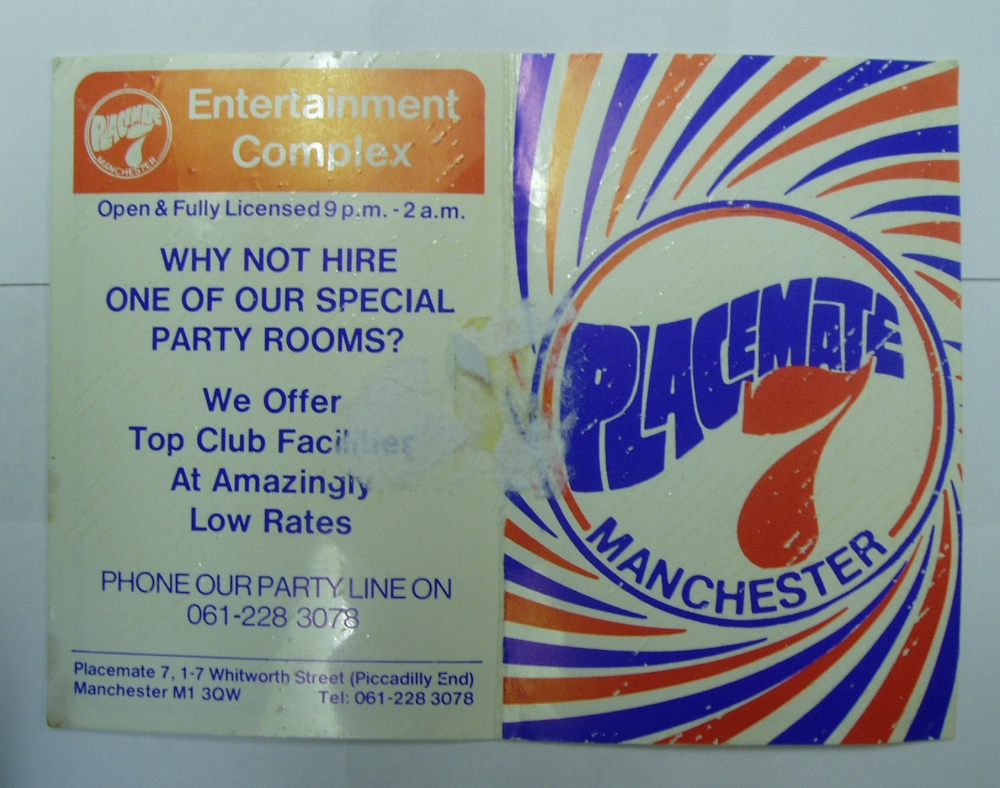 PLACEMATE
7
MANCHESTER
Entertainment
Complex
Open & Fully Licensed 9 p.m. - 2 a.m.
WHY NOT HIRE
ONE OF OUR SPECIAL
PARTY ROOMS?
We Offer
Top Club Facilities
At Amazingly
Low Rates
PHONE OUR PARTY LINE ON
061-228 3078
Placemate 7, 1-7 Whitworth Street (Piccadilly End)
Manchester M1 3QW Tel: 061-228 3078
PLACEMATE
7
MANCHESTER